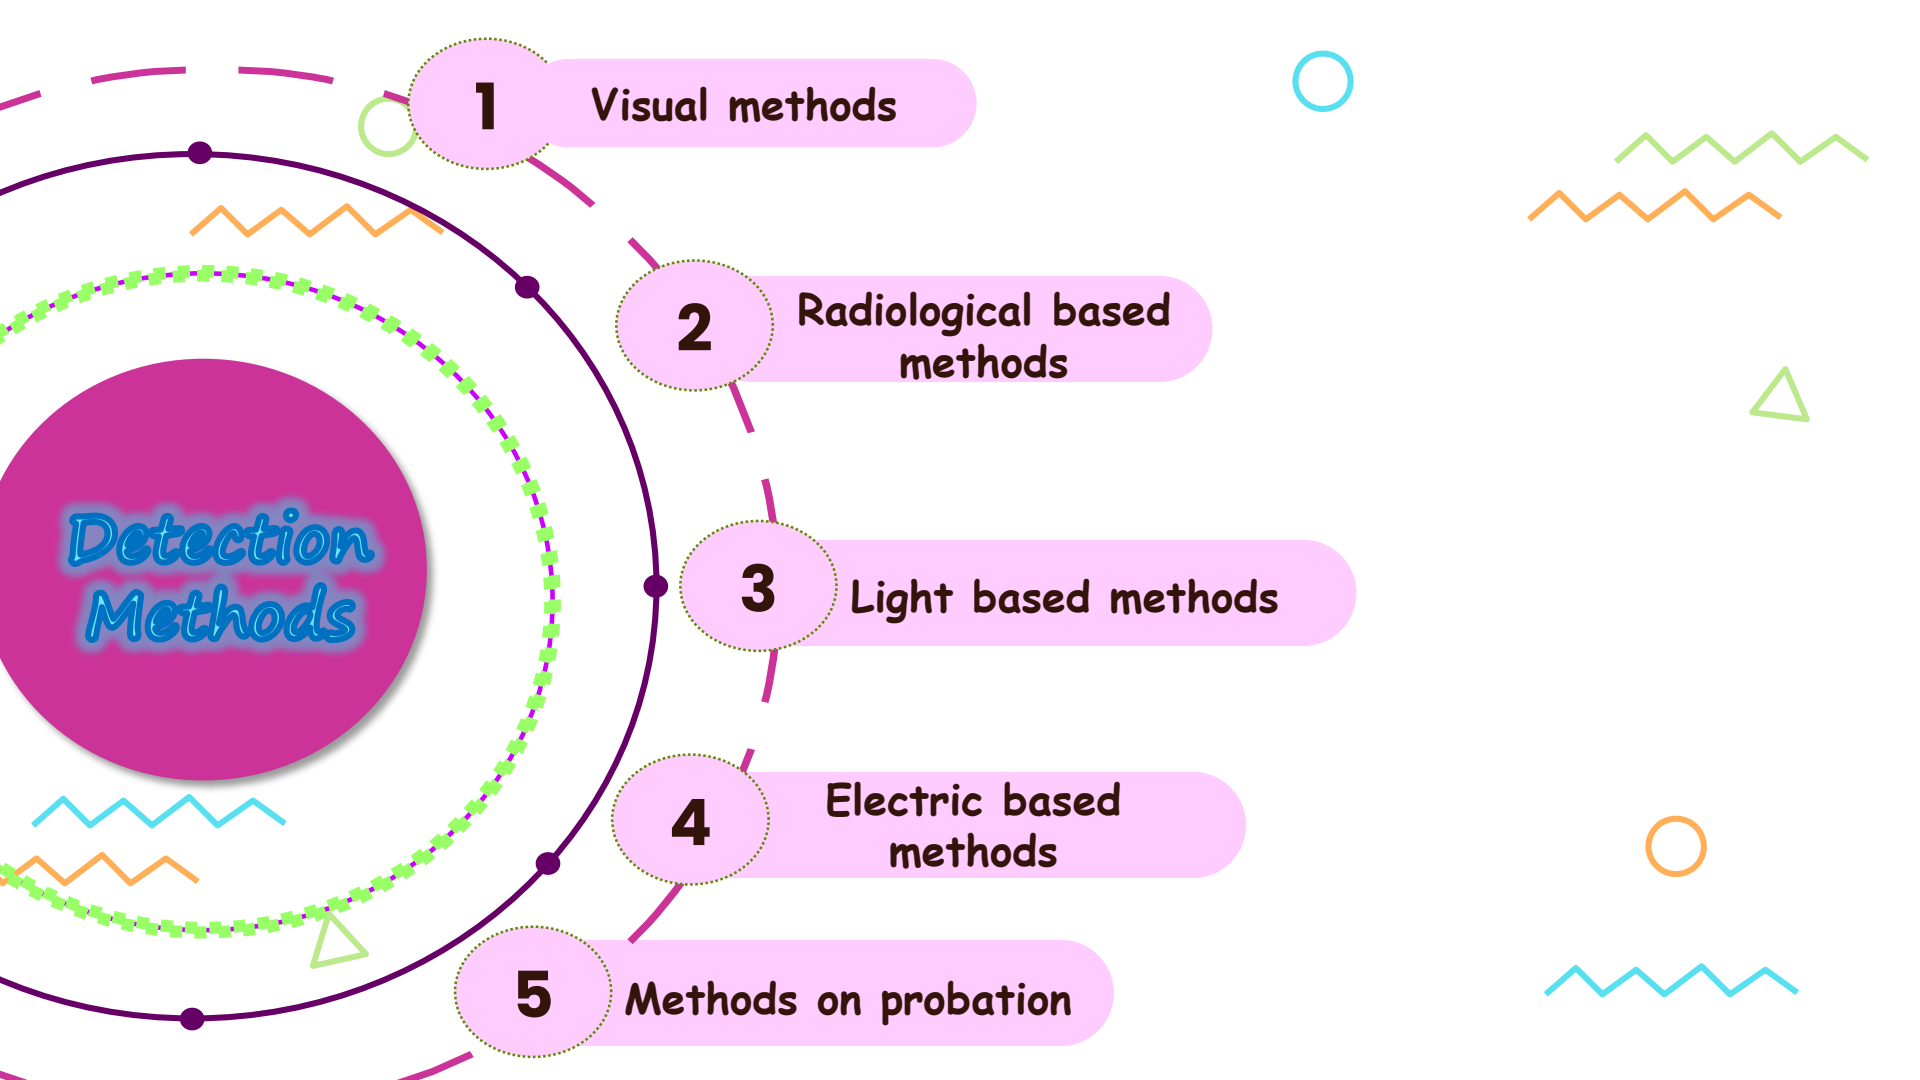 Detection
Methods
1
Visual methods
2
Radiological based
methods
3
Light based methods
4
Electric based
methods
5
Methods on probation